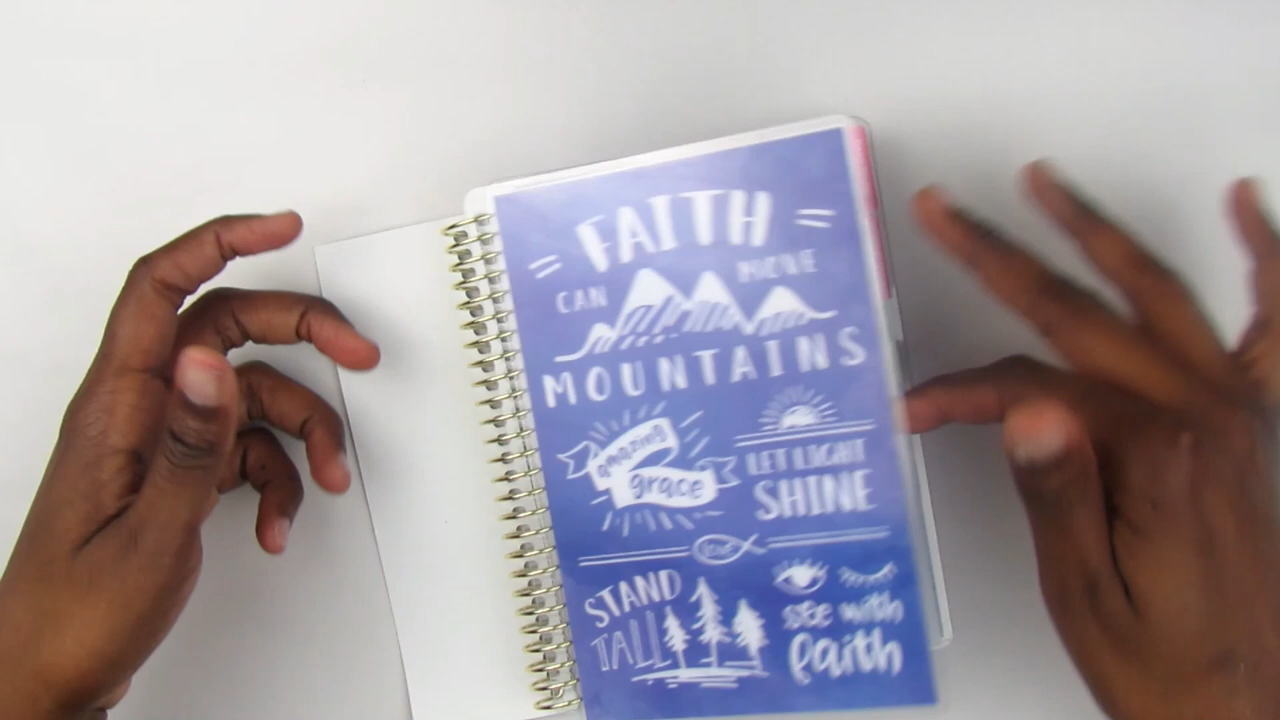 FAITH
CAN MOVE
MOUNTAINS
amazing
grace
LET LIGHT
SHINE
STAND
TALL
see with
faith